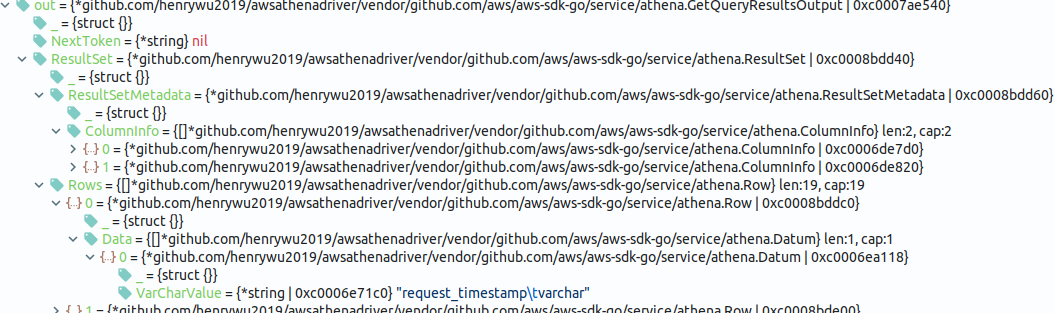 out = {*github.com/henrywu2019/awsathenadriver/vendor/github.com/aws/aws-sdk-go/service/athena.GetQueryResultsOutput | 0xc0007ae540}
_ = {struct {}}
NextToken = {*string} nil
ResultSet = {*github.com/henrywu2019/awsathenadriver/vendor/github.com/aws/aws-sdk-go/service/athena.ResultSet | 0xc0008bdd40}
_ = {struct {}}
ResultSetMetadata = {*github.com/henrywu2019/awsathenadriver/vendor/github.com/aws/aws-sdk-go/service/athena.ResultSetMetadata | 0xc0008bdd60}
_ = {struct {}}
ColumnInfo = {[]*github.com/henrywu2019/awsathenadriver/vendor/github.com/aws/aws-sdk-go/service/athena.ColumnInfo} len:2, cap:2
{..} 0 = {*github.com/henrywu2019/awsathenadriver/vendor/github.com/aws/aws-sdk-go/service/athena.ColumnInfo | 0xc0006de7d0}
{..} 1 = {*github.com/henrywu2019/awsathenadriver/vendor/github.com/aws/aws-sdk-go/service/athena.ColumnInfo | 0xc0006de820}
Rows = {[]*github.com/henrywu2019/awsathenadriver/vendor/github.com/aws/aws-sdk-go/service/athena.Row} len:19, cap:19
{..} 0 = {*github.com/henrywu2019/awsathenadriver/vendor/github.com/aws/aws-sdk-go/service/athena.Row | 0xc0008bddc0}
_ = {struct {}}
Data = {[]*github.com/henrywu2019/awsathenadriver/vendor/github.com/aws/aws-sdk-go/service/athena.Datum} len:1, cap:1
{..} 0 = {*github.com/henrywu2019/awsathenadriver/vendor/github.com/aws/aws-sdk-go/service/athena.Datum | 0xc0006ea118}
_ = {struct {}}
VarCharValue = {*string | 0xc0006e71c0} "request_timestamp\tvarchar"
{..} 1 = {*github.com/henrywu2019/awsathenadriver/vendor/github.com/aws/aws-sdk-go/service/athena.Row | 0xc0008bde00}